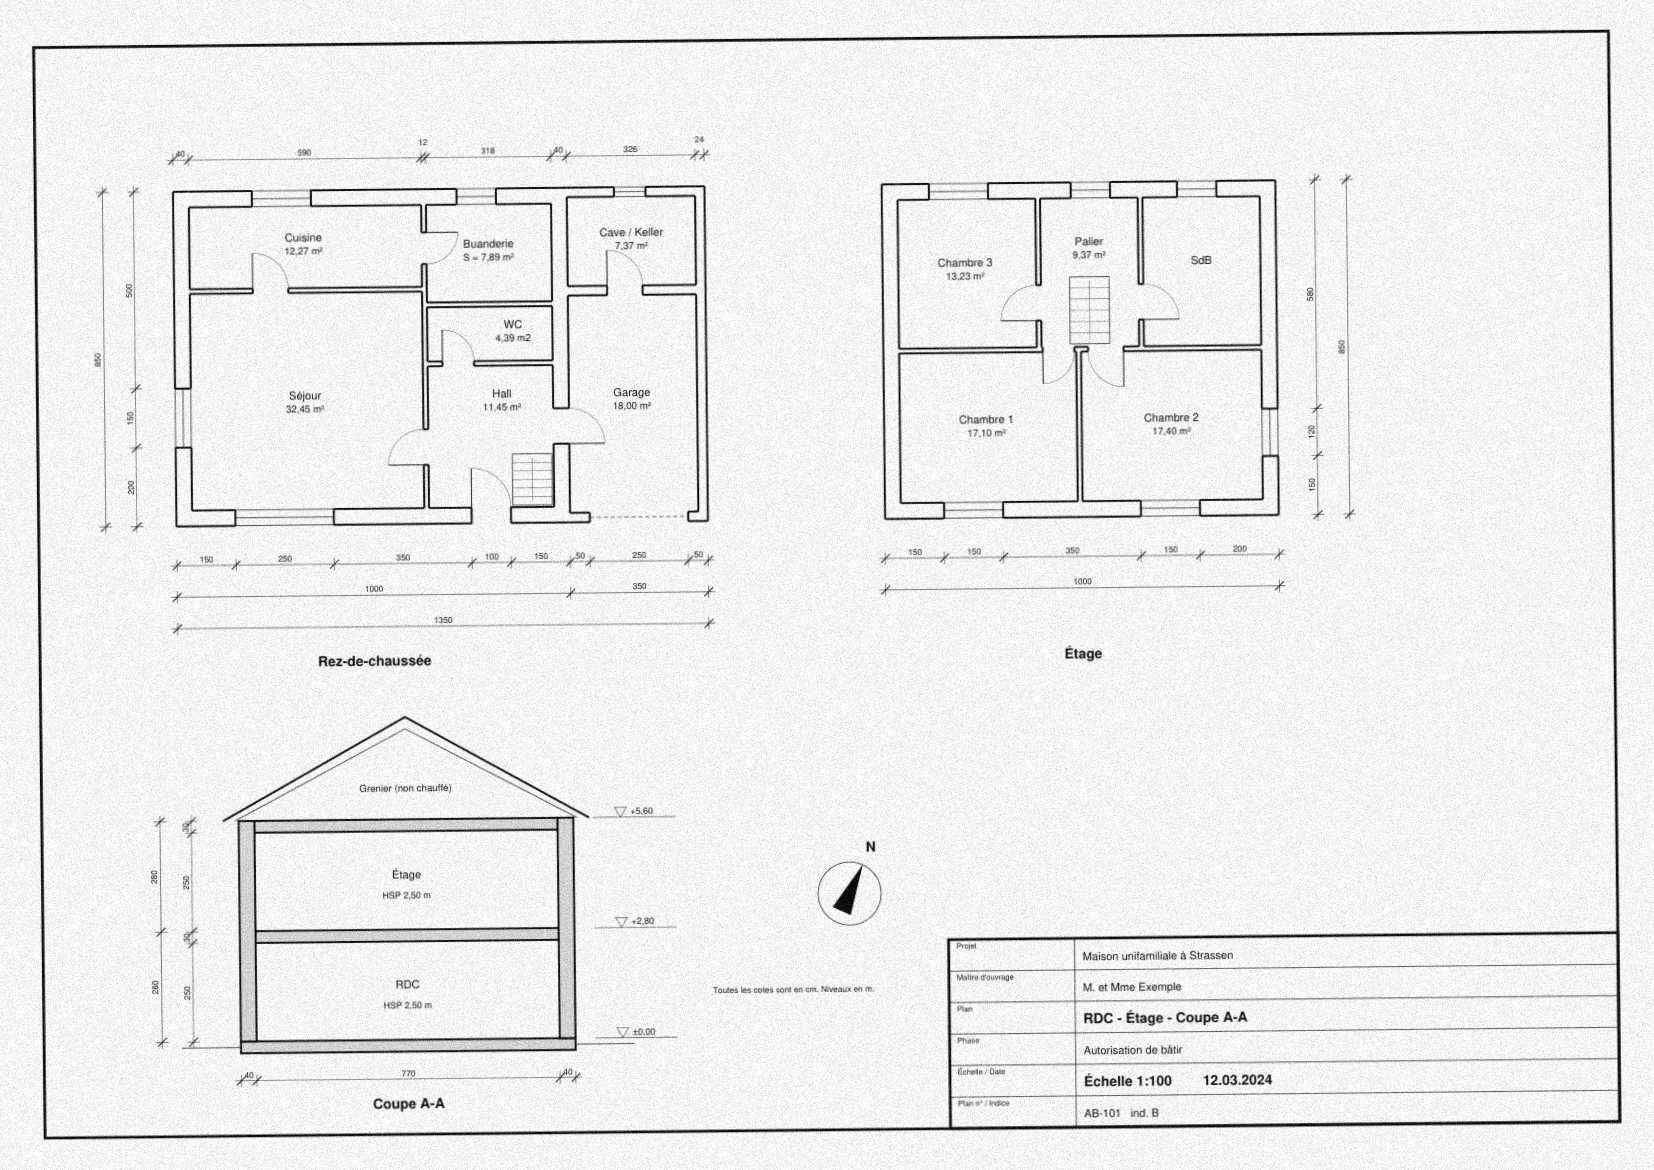 12
24
40
590
318
40
326
Cuisine
12,27 m²
Buanderie
S = 7,89 m²
Cave / Keller
7,37 m²
WC
4,39 m2
Séjour
32,45 m²
Hall
11,45 m²
Garage
18,00 m²
850
500
150
200
150
250
350
100
150
50
250
50
1000
350
1350
Rez-de-chaussée
Chambre 3
13,23 m²
Palier
9,37 m²
SdB
Chambre 1
17,10 m²
Chambre 2
17,40 m²
580
120
150
850
150
150
350
150
200
1000
Étage
Grenier (non chauffé)
+5,60
30
280
250
Étage
HSP 2,50 m
+2,80
30
280
250
RDC
HSP 2,50 m
±0,00
40
770
40
Coupe A-A
N
Toutes les cotes sont en cm. Niveaux en m.
Projet
Maison unifamiliale à Strassen
Maître d'ouvrage
M. et Mme Exemple
Plan
RDC - Étage - Coupe A-A
Phase
Autorisation de bâtir
Échelle / Date
Échelle 1:100 12.03.2024
Plan n° / Indice
AB-101 ind. B